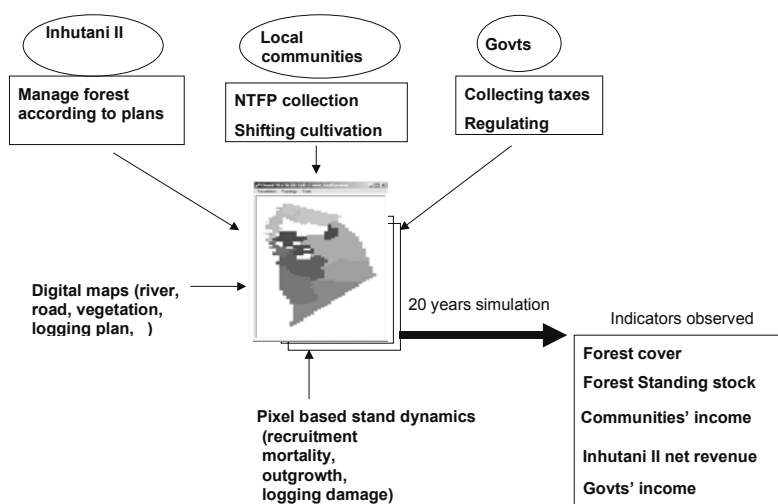 Inhutani II
Local
communities
Govts
Manage forest
according to plans
NTFP collection
Shifting cultivation
Collecting taxes
Regulating
Digital maps (river,
road, vegetation,
logging plan, )
20 years simulation
Indicators observed
Forest cover
Forest Standing stock
Communities' income
Inhutani II net revenue
Govts' income
Pixel based stand dynamics
(recruitment
mortality,
outgrowth,
logging damage)